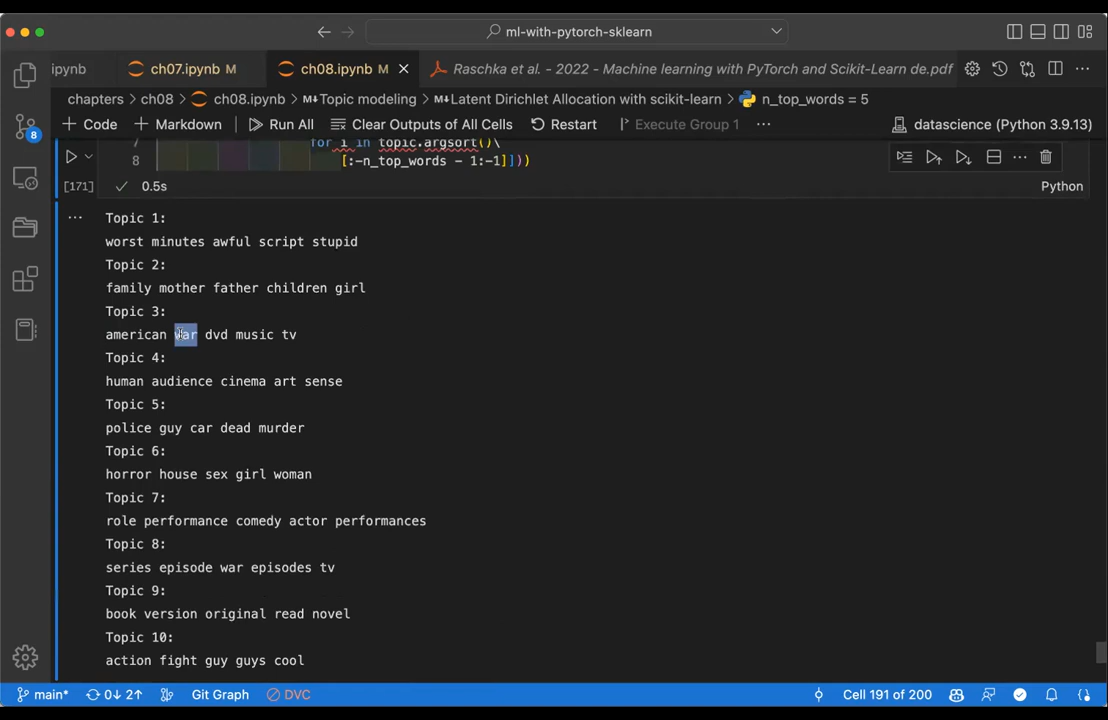 ml-with-pytorch-sklearn
ipynb ch07.ipynb M ch08.ipynb M Raschka et al. - 2022 - Machine learning with PyTorch and Scikit-Learn de.pdf
chapters > ch08 > ch08.ipynb > M Topic modeling > M Latent Dirichlet Allocation with scikit-learn > n_top_words = 5
+ Code + Markdown Run All Clear Outputs of All Cells Restart Execute Group 1 ... datascience (Python 3.9.13)
7 for i in topic.argsort()\
8 [:-n_top_words - 1:-1]]))
[171] 0.5s Python
Topic 1:
worst minutes awful script stupid
Topic 2:
family mother father children girl
Topic 3:
american war dvd music tv
Topic 4:
human audience cinema art sense
Topic 5:
police guy car dead murder
Topic 6:
horror house sex girl woman
Topic 7:
role performance comedy actor performances
Topic 8:
series episode war episodes tv
Topic 9:
book version original read novel
Topic 10:
action fight guy guys cool
8
main* 0↓ 2↑ Git Graph DVC Cell 191 of 200